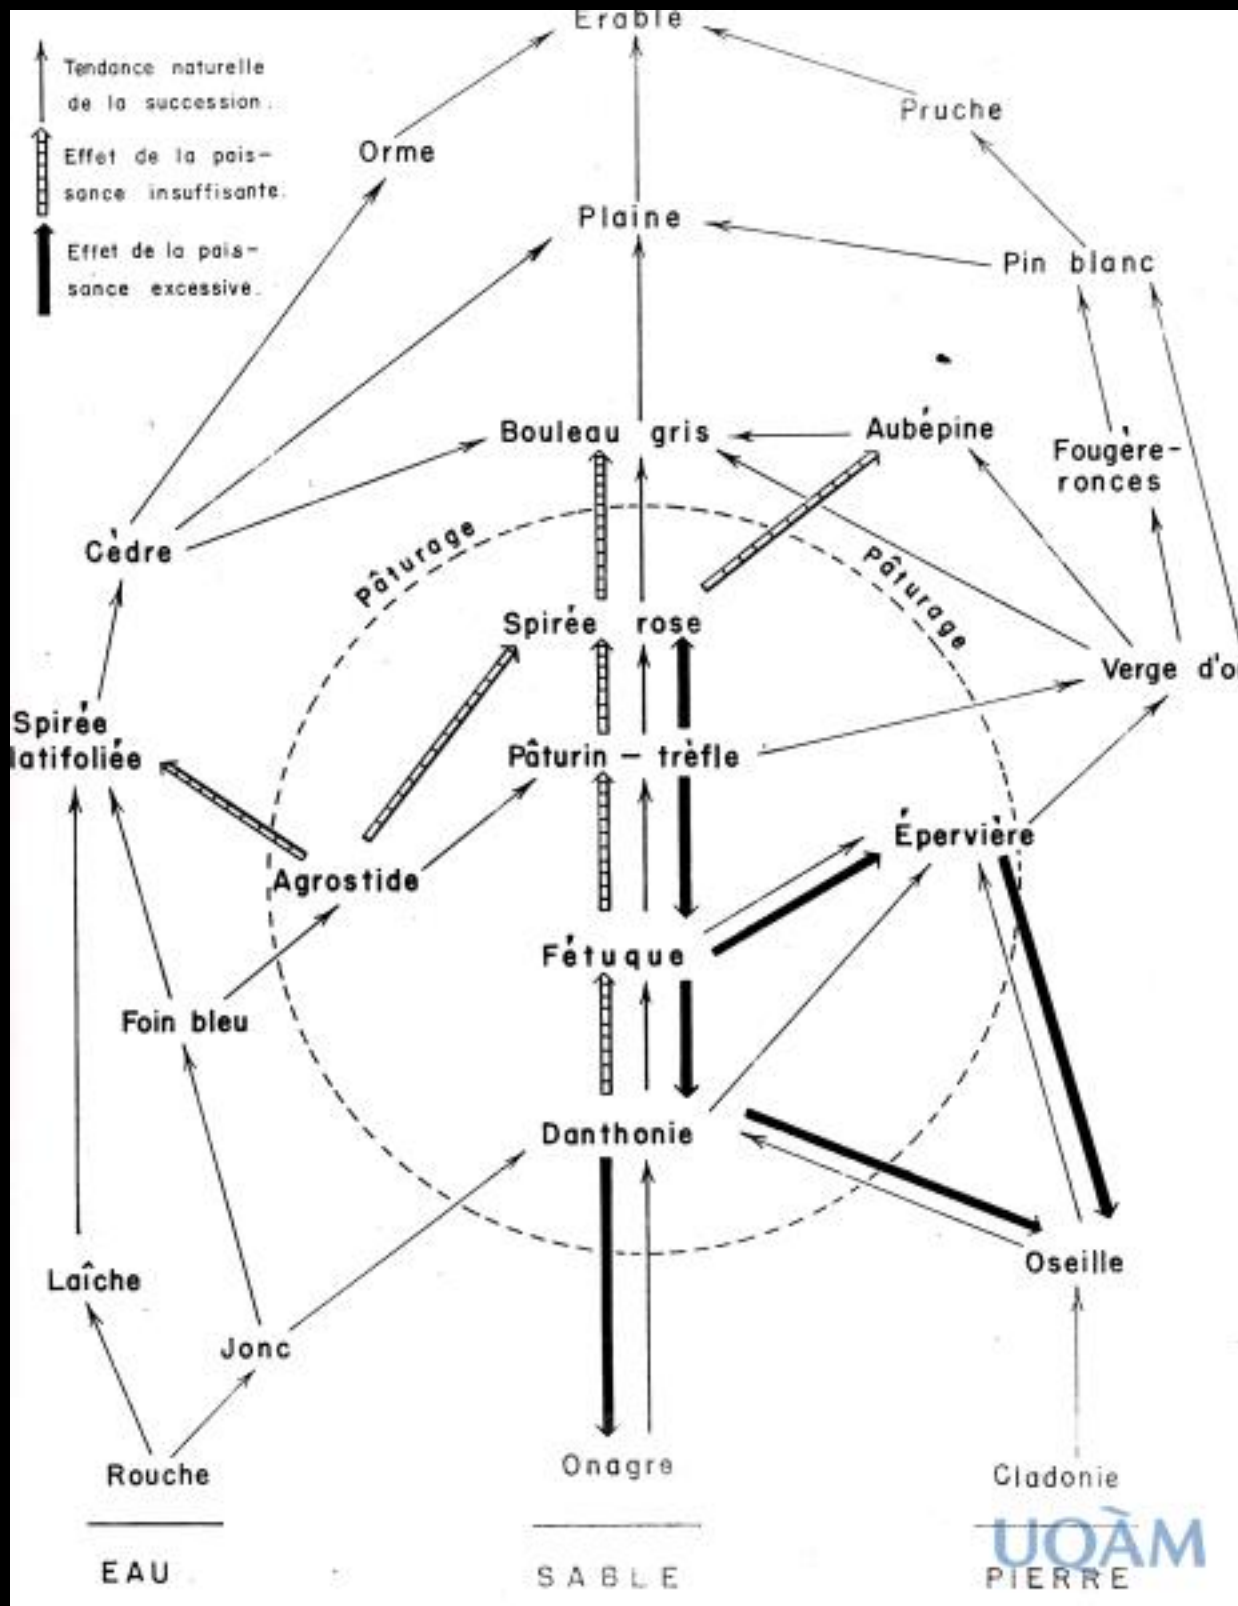 Erable
Tendance naturelle
de la succession.
Pruche
Effet de la pais-
sance insuffisante.
Orme
Plaine
Effet de la pais-
sance excessive.
Pin blanc
Bouleau gris
Aubépine
Fougère-
ronces
Cèdre
Pâturage
Pâturage
Spirée rose
Verge d'o
Spirée
latifoliée
Pâturin - trèfle
Épervière
Agrostide
Fétuque
Foin bleu
Danthonie
Oseille
Laîche
Jonc
Rouche
Onagre
Cladonie
EAU
SABLE
PIERRE
UQÀM